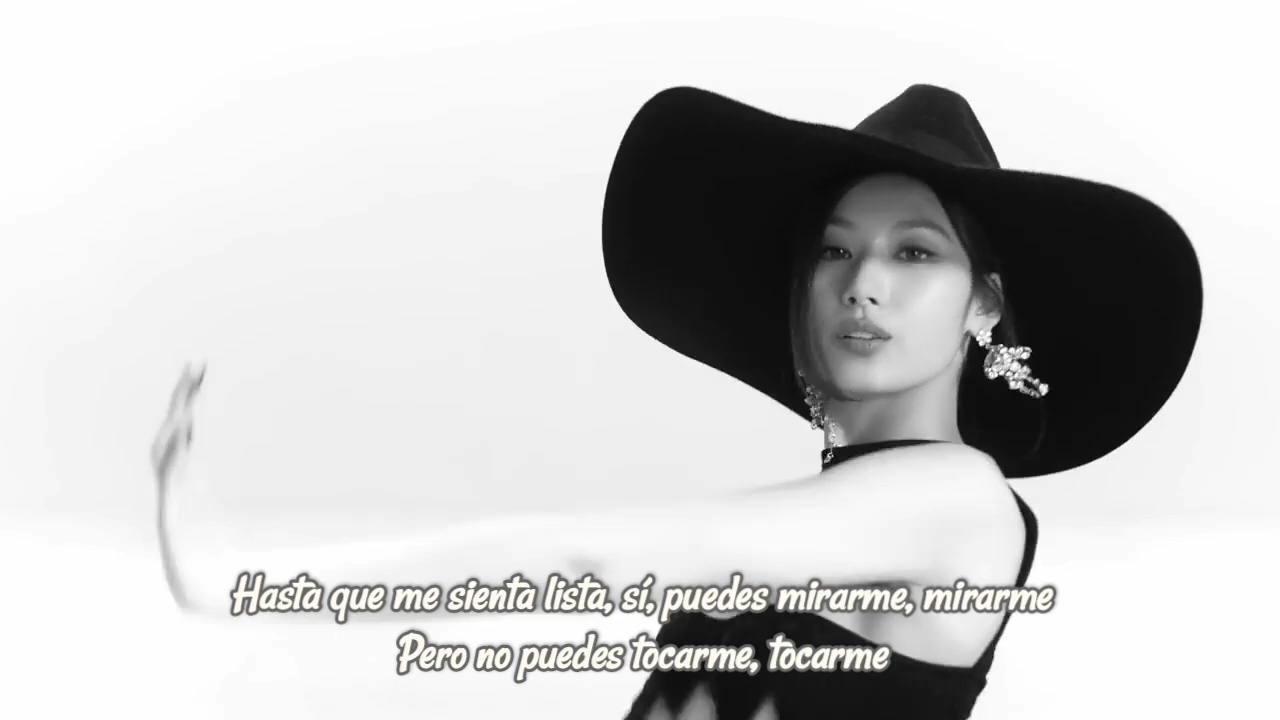 Hasta que me sienta lista, sí, puedes mirarme, mirarme
Pero no puedes tocarme, tocarme